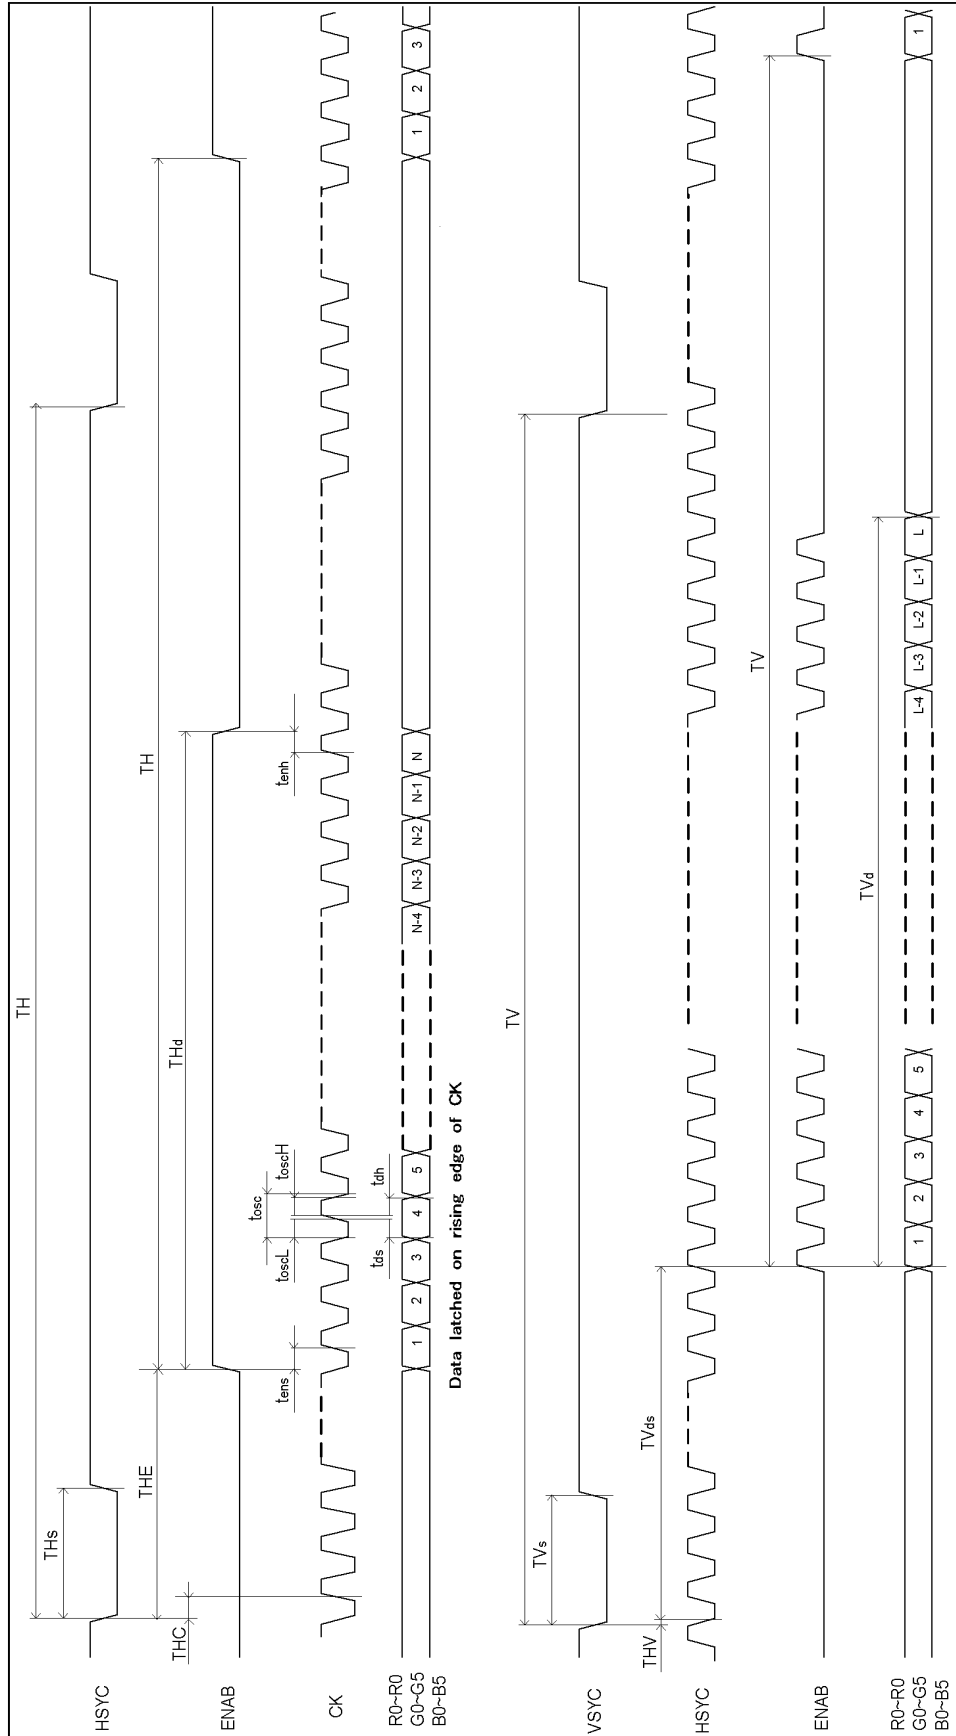 TH
THs
HSYC
THE
THd
TH
THC
ENAB
tens
toscL
tosc
toscH
tenh
CK
tds
tdh
R0~R0
G0~G5
B0~B5
1 2 3 4 5 N-4 N-3 N-2 N-1 N 1 2 3
Data latched on rising edge of CK
TV
TVs
VSYC
THV
TVds
HSYC
TV
ENAB
TVd
R0~R0
G0~G5
B0~B5
1 2 3 4 5 L-4 L-3 L-2 L-1 L 1